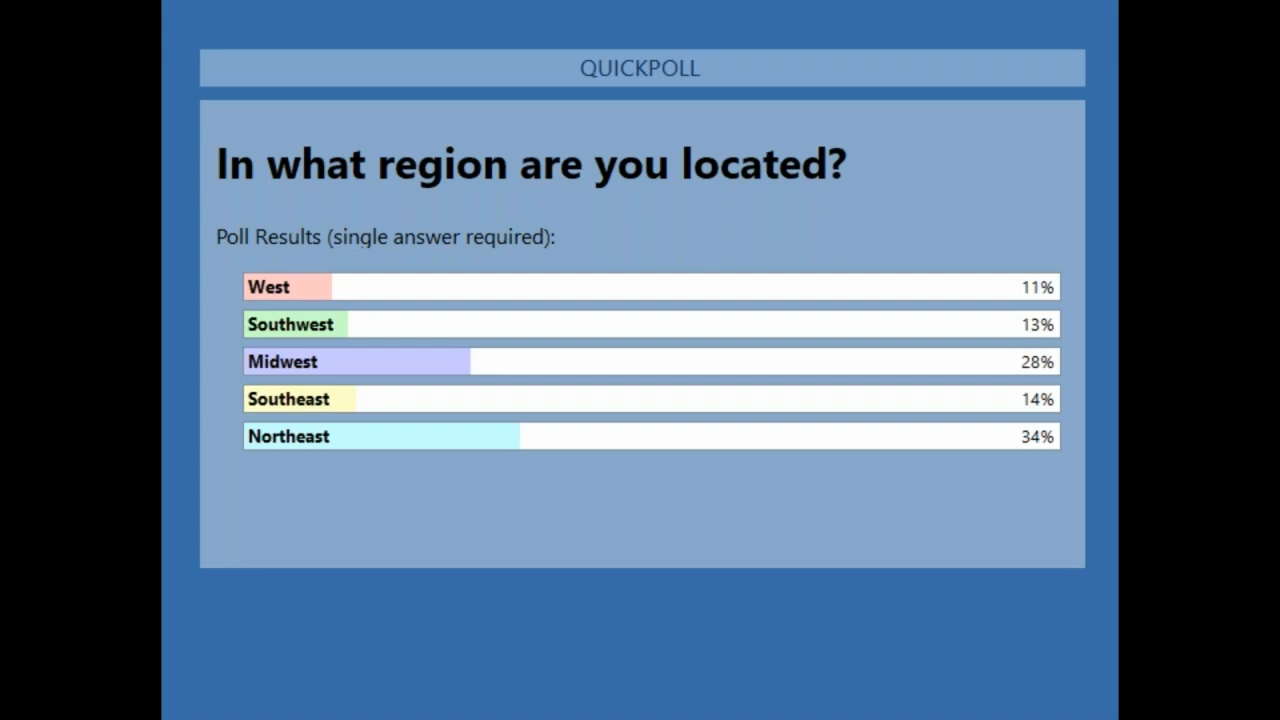 QUICKPOLL
In what region are you located?
Poll Results (single answer required):
West 11%
Southwest 13%
Midwest 28%
Southeast 14%
Northeast 34%